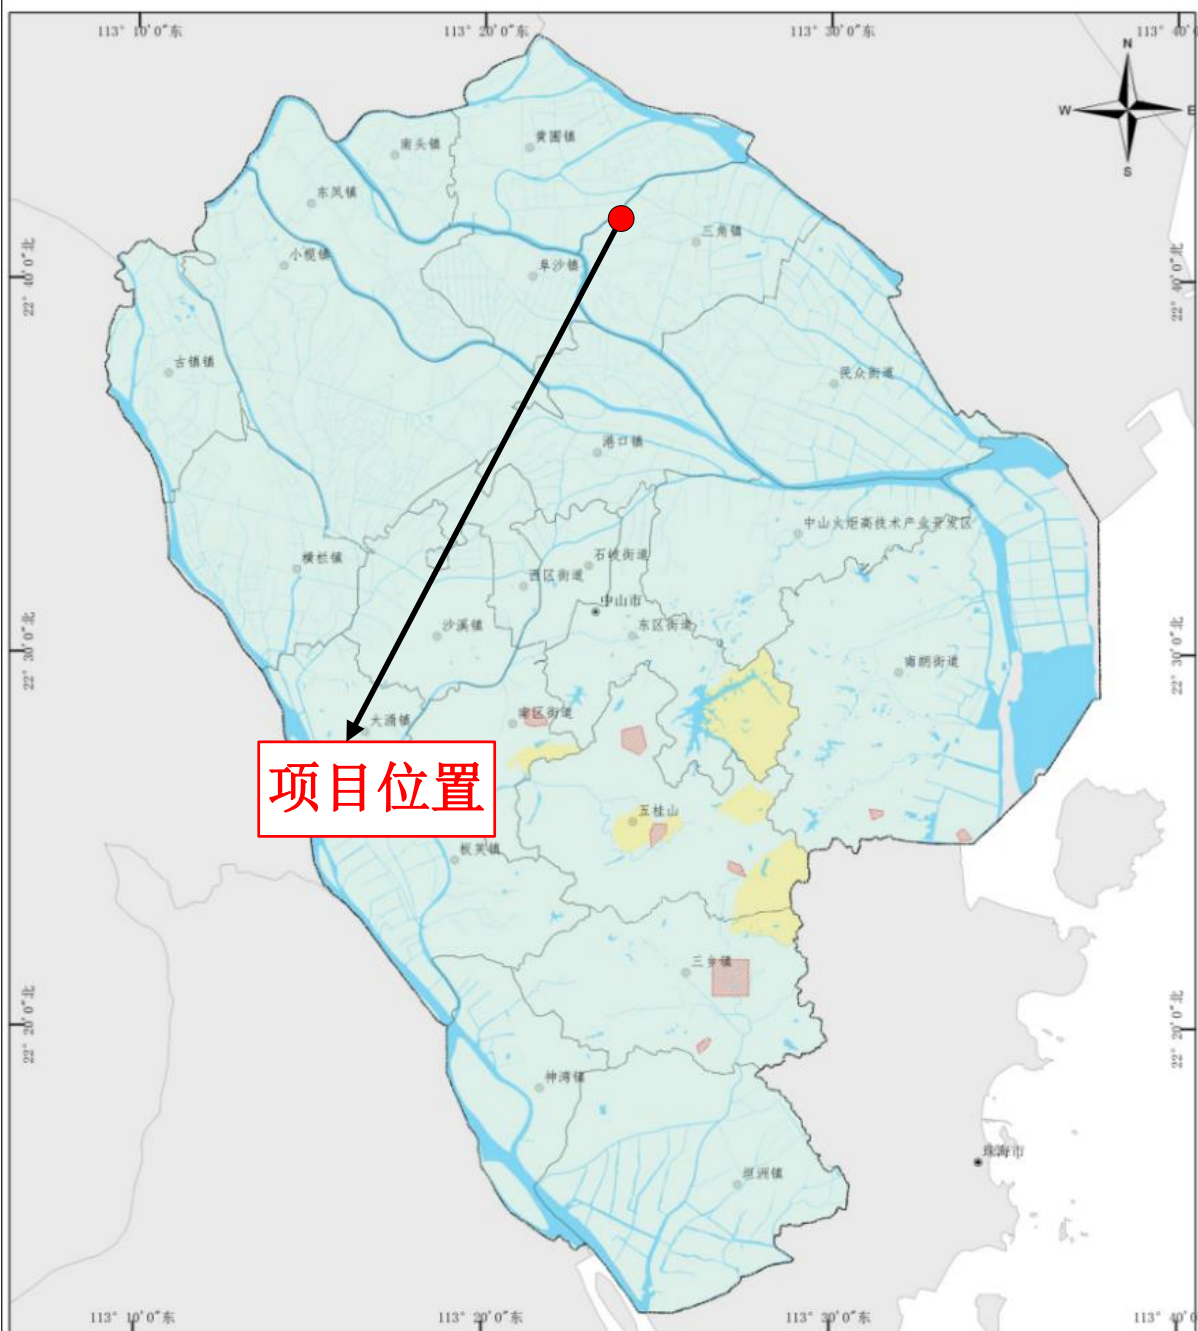 113° 10′0″东
113° 20′0″东
113° 30′0″东
113° 40′0″
N
W
E
S
南头镇
黄圃镇
东凤镇
三角镇
小榄镇
阜沙镇
22° 40′0″北
22° 40′0″北
古镇镇
民众街道
港口镇
中山火炬高技术产业开发区
横栏镇
石岐街道
西区街道
中山市
沙溪镇
东区街道
22° 30′0″北
22° 30′0″北
南朗街道
大涌镇
南区街道
项目位置
五桂山
板芙镇
三乡镇
22° 20′0″北
22° 20′0″北
神湾镇
珠海市
坦洲镇
113° 10′0″东
113° 20′0″东
113° 30′0″东
113° 40′0″